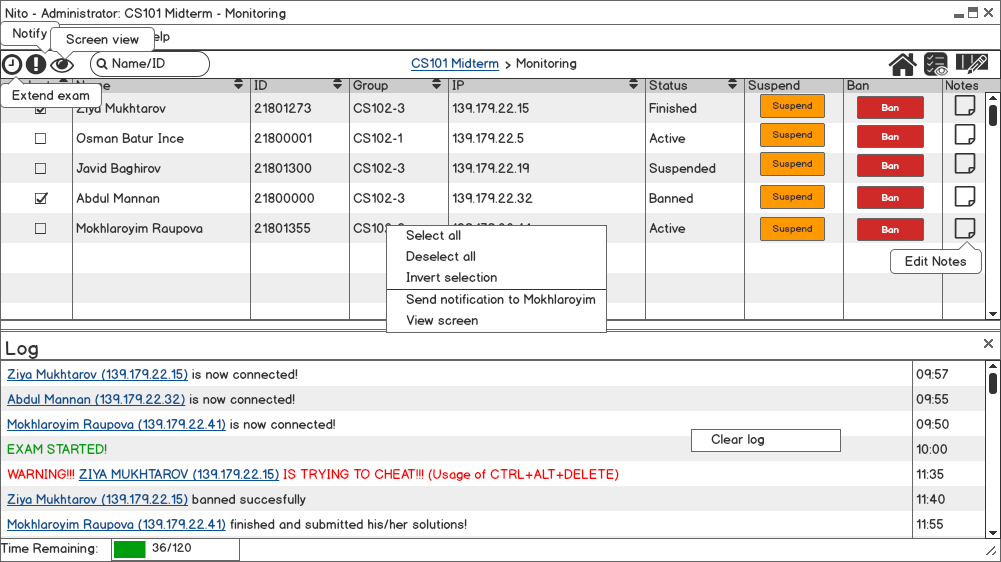 Nito - Administrator: CS101 Midterm - Monitoring
Notify
Screen view
Name/ID
CS101 Midterm > Monitoring
Extend exam
ID
Group
IP
Status
Suspend
Ban
Notes
Ziya Mukhtarov 21801273 CS102-3 139.179.22.15 Finished Suspend Ban
Osman Batur Ince 21800001 CS102-1 139.179.22.5 Active Suspend Ban
Javid Baghirov 21801300 CS102-3 139.179.22.19 Suspended Suspend Ban
Abdul Mannan 21800000 CS102-3 139.179.22.32 Banned Suspend Ban
Mokhlaroyim Raupova 21801355 Active Suspend Ban
Edit Notes
Select all
Deselect all
Invert selection
Send notification to Mokhlaroyim
View screen
Log
Ziya Mukhtarov (139.179.22.15) is now connected! 09:57
Abdul Mannan (139.179.22.32) is now connected! 09:55
Mokhlaroyim Raupova (139.179.22.41) is now connected! 09:50
Clear log
EXAM STARTED! 10:00
WARNING!!! ZIYA MUKHTAROV (139.179.22.15) IS TRYING TO CHEAT!!! (Usage of CTRL+ALT+DELETE) 11:35
Ziya Mukhtarov (139.179.22.15) banned succesfully 11:40
Mokhlaroyim Raupova (139.179.22.41) finished and submitted his/her solutions! 11:55
Time Remaining: 36/120